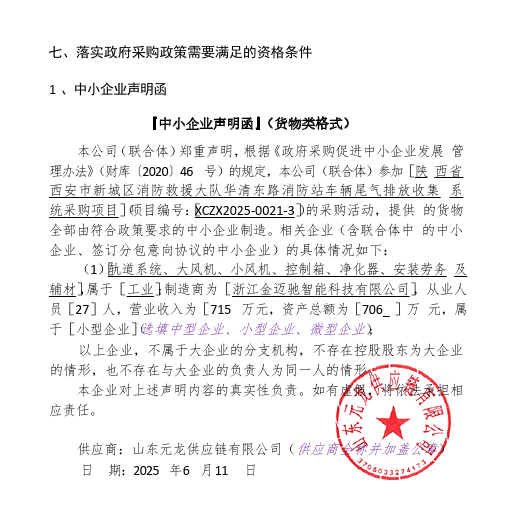 七、落实政府采购政策需要满足的资格条件
1 、中小企业声明函
『中小企业声明函』（货物类格式）
本公司（联合体）郑重声明，根据《政府采购促进中小企业发展 管
理办法》（财库〔2020〕46 号）的规定，本公司（联合体）参加［陕 西省
西安市新城区消防救援大队华清东路消防站车辆尾气排放收集 系
统采购项目］（项目编号：［XCZX2025-0021-3］）的采购活动，提供 的货物
全部由符合政策要求的中小企业制造。相关企业（含联合体中 的中小
企业、签订分包意向协议的中小企业）的具体情况如下：
（1）［轨道系统、大风机、小风机、控制箱、净化器、安装劳务 及
辅材］，属于［工业］；制造商为［浙江金迈驰智能科技有限公司］，从业人
员［27］人，营业收入为［715 万元，资产总额为［706_ ］万 元，属
于［小型企业］（选填中型企业、小型企业、微型企业）；
以上企业，不属于大企业的分支机构，不存在控股股东为大企业
的情形，也不存在与大企业的负责人为同一人的情形。
本企业对上述声明内容的真实性负责。如有虚假，将依法承担相
应责任。
供应商：山东元龙供应链有限公司（供应商全称并加盖公章）
日 期：2025 年6 月11 日
山东元龙供应链有限公司
3706033274173